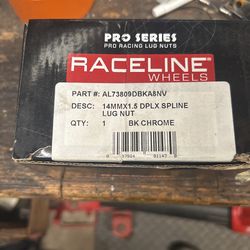 PRO SERIES
PRO RACING LUG NUTS
RACELINE
WHEELS
PART #: AL73809DBKA8NV
DESC: 14MMX1.5 DPLX SPLINE
LUG NUT
QTY: 1 BK CHROME